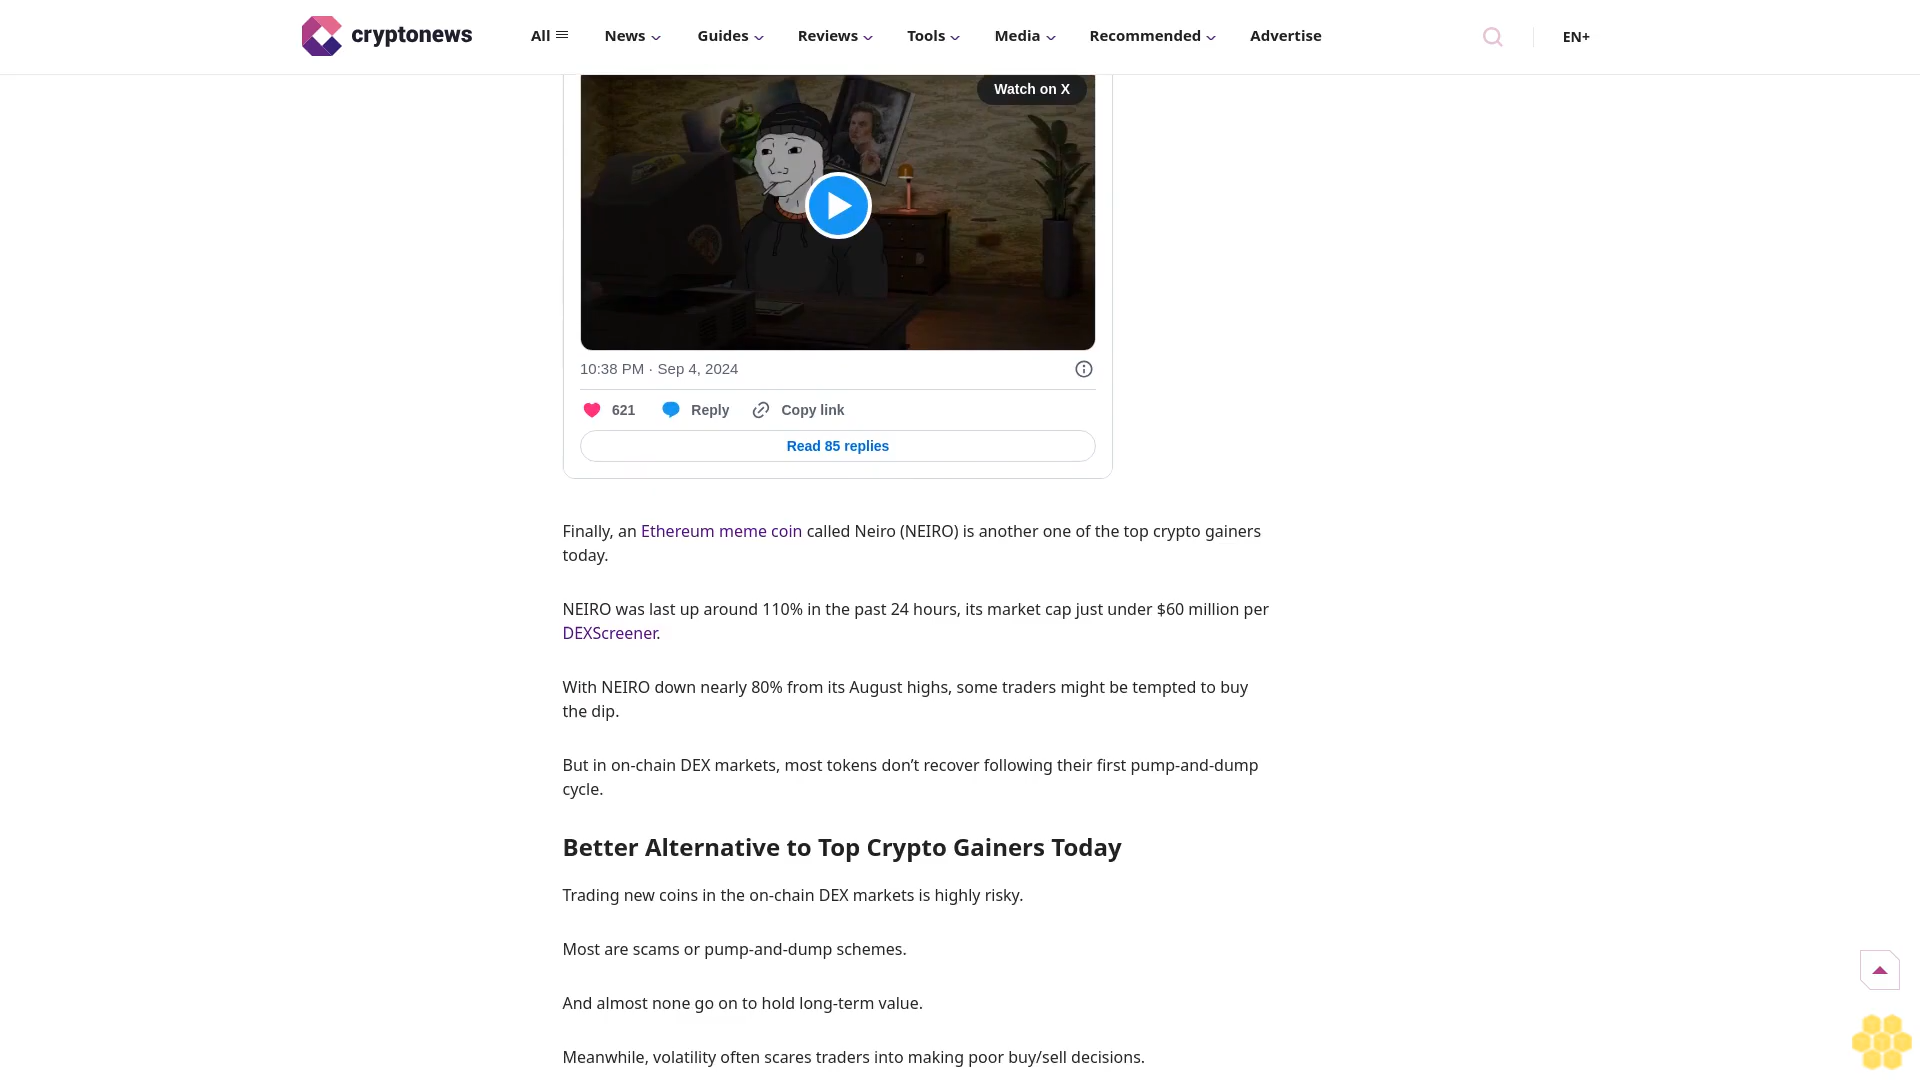 cryptonews
All
News
Guides
Reviews
Tools
Media
Recommended
Advertise
EN+
Watch on X
10:38 PM · Sep 4, 2024
621
Reply
Copy link
Read 85 replies
Finally, an Ethereum meme coin called Neiro (NEIRO) is another one of the top crypto gainers
today.
NEIRO was last up around 110% in the past 24 hours, its market cap just under $60 million per
DEXScreener.
With NEIRO down nearly 80% from its August highs, some traders might be tempted to buy
the dip.
But in on-chain DEX markets, most tokens don’t recover following their first pump-and-dump
cycle.
Better Alternative to Top Crypto Gainers Today
Trading new coins in the on-chain DEX markets is highly risky.
Most are scams or pump-and-dump schemes.
And almost none go on to hold long-term value.
Meanwhile, volatility often scares traders into making poor buy/sell decisions.